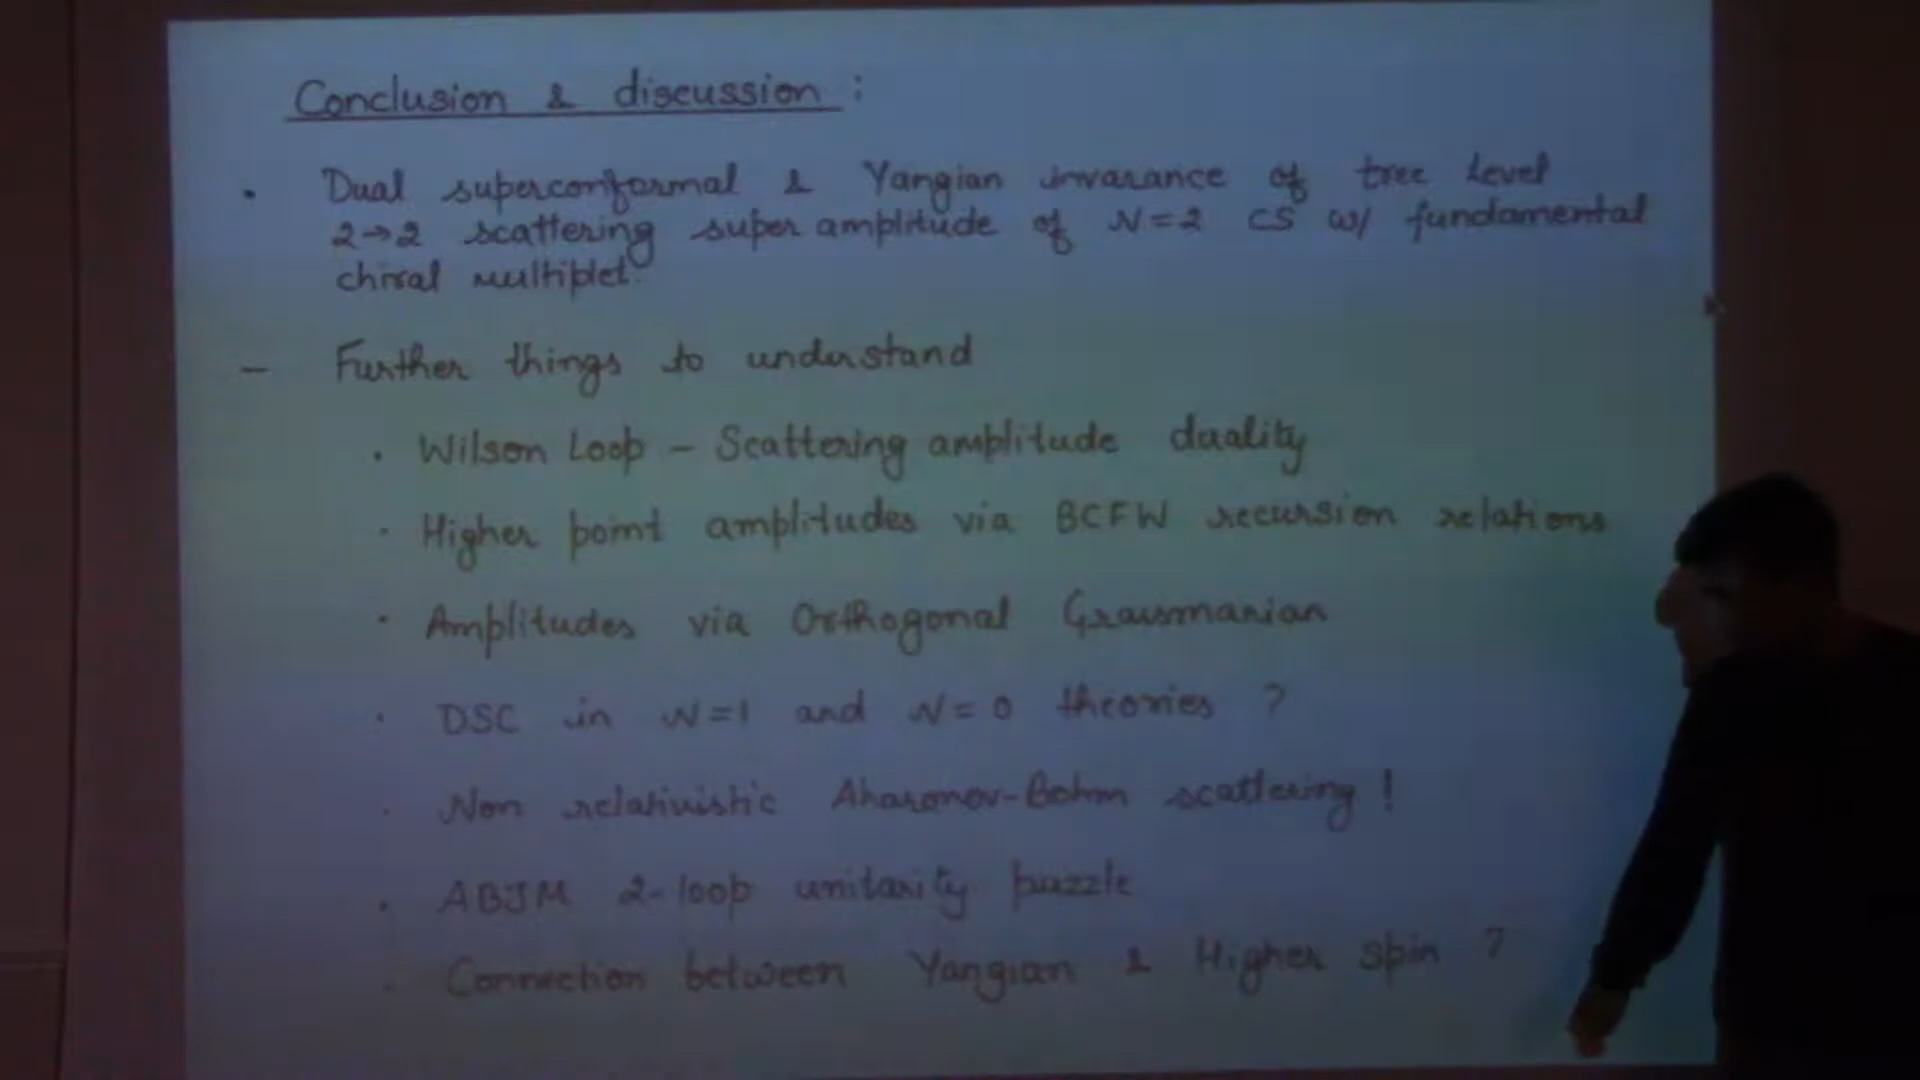 Conclusion & discussion :
• Dual superconformal & Yangian invarance of tree level
2→2 scattering super amplitude of N=2 CS w/ fundamental
chiral multiplet.
– Further things to understand
• Wilson Loop – Scattering amplitude duality
• Higher point amplitudes via BCFW recursion relations
• Amplitudes via Orthogonal Grassmanian
• DSC in N=1 and N=0 theories ?
• Non relativistic Aharonov-Bohm scattering !
• ABJM 2-loop unitarity puzzle
• Connection between Yangian & Higher spin ?